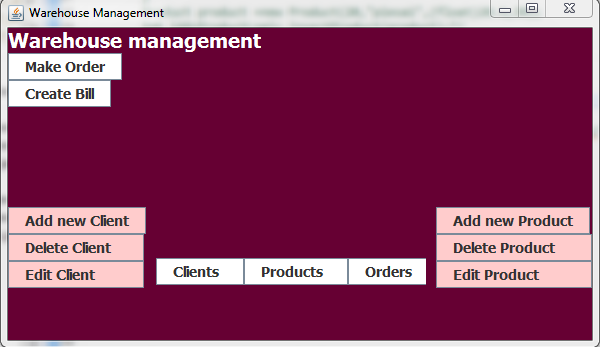 Warehouse Management
Warehouse management
Make Order
Create Bill
Add new Client
Add new Product
Delete Client
Delete Product
Edit Client
Clients
Products
Orders
Edit Product